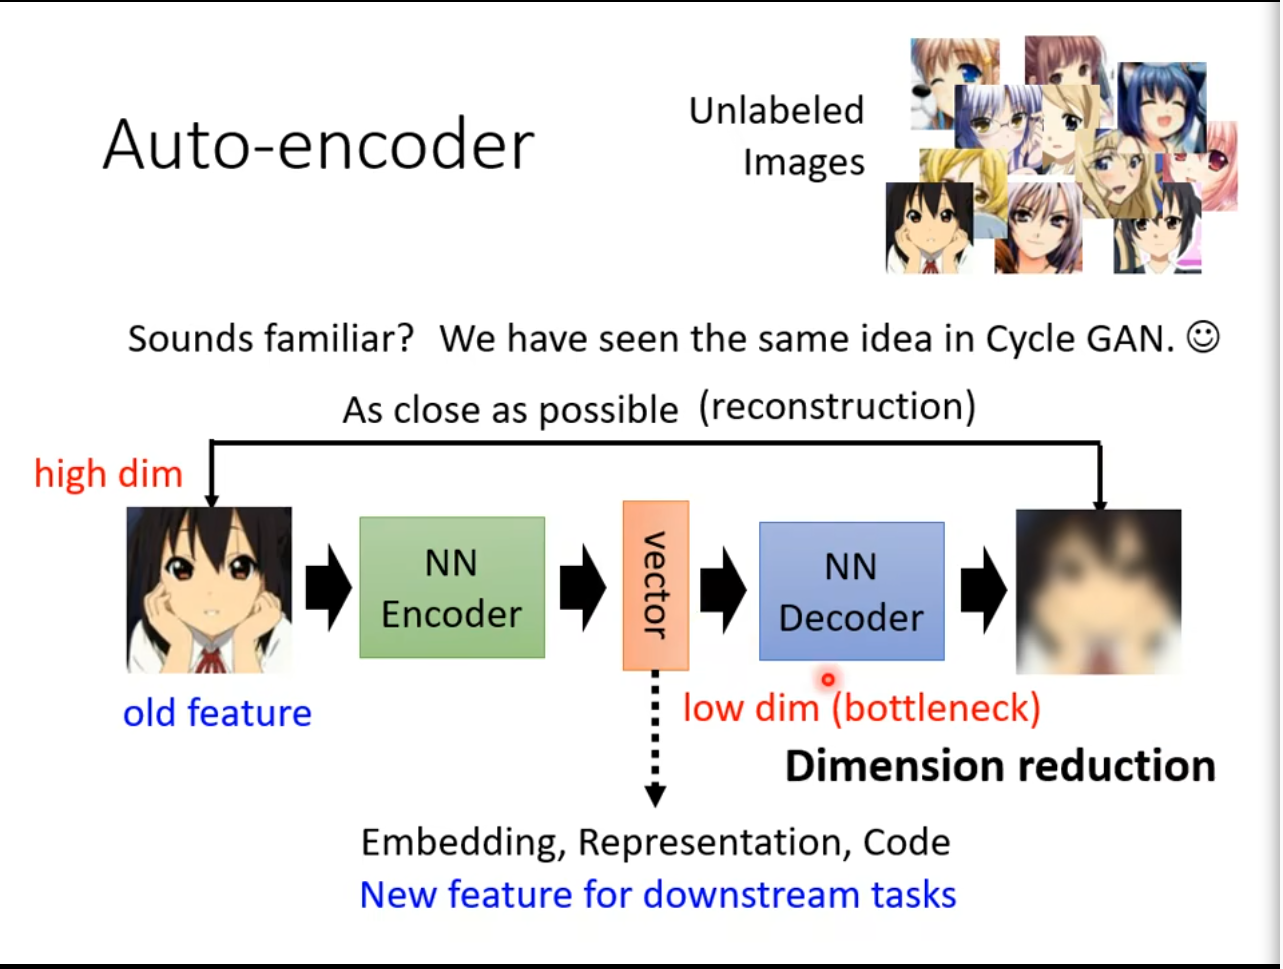 Auto-encoder
Unlabeled
Images
Sounds familiar? We have seen the same idea in Cycle GAN. ☺
As close as possible (reconstruction)
high dim
NN
Encoder
vector
NN
Decoder
old feature
low dim (bottleneck)
Dimension reduction
Embedding, Representation, Code
New feature for downstream tasks